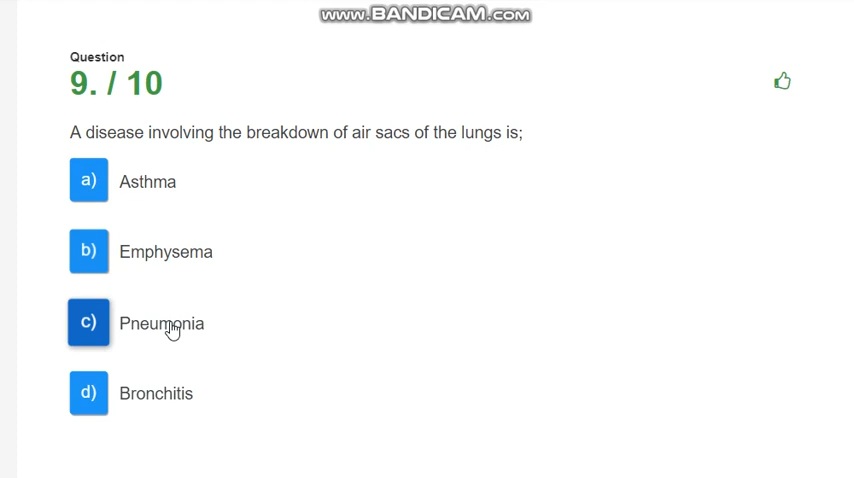 www.BANDICAM.com
Question
9. / 10
A disease involving the breakdown of air sacs of the lungs is;
a) Asthma
b) Emphysema
c) Pneumonia
d) Bronchitis